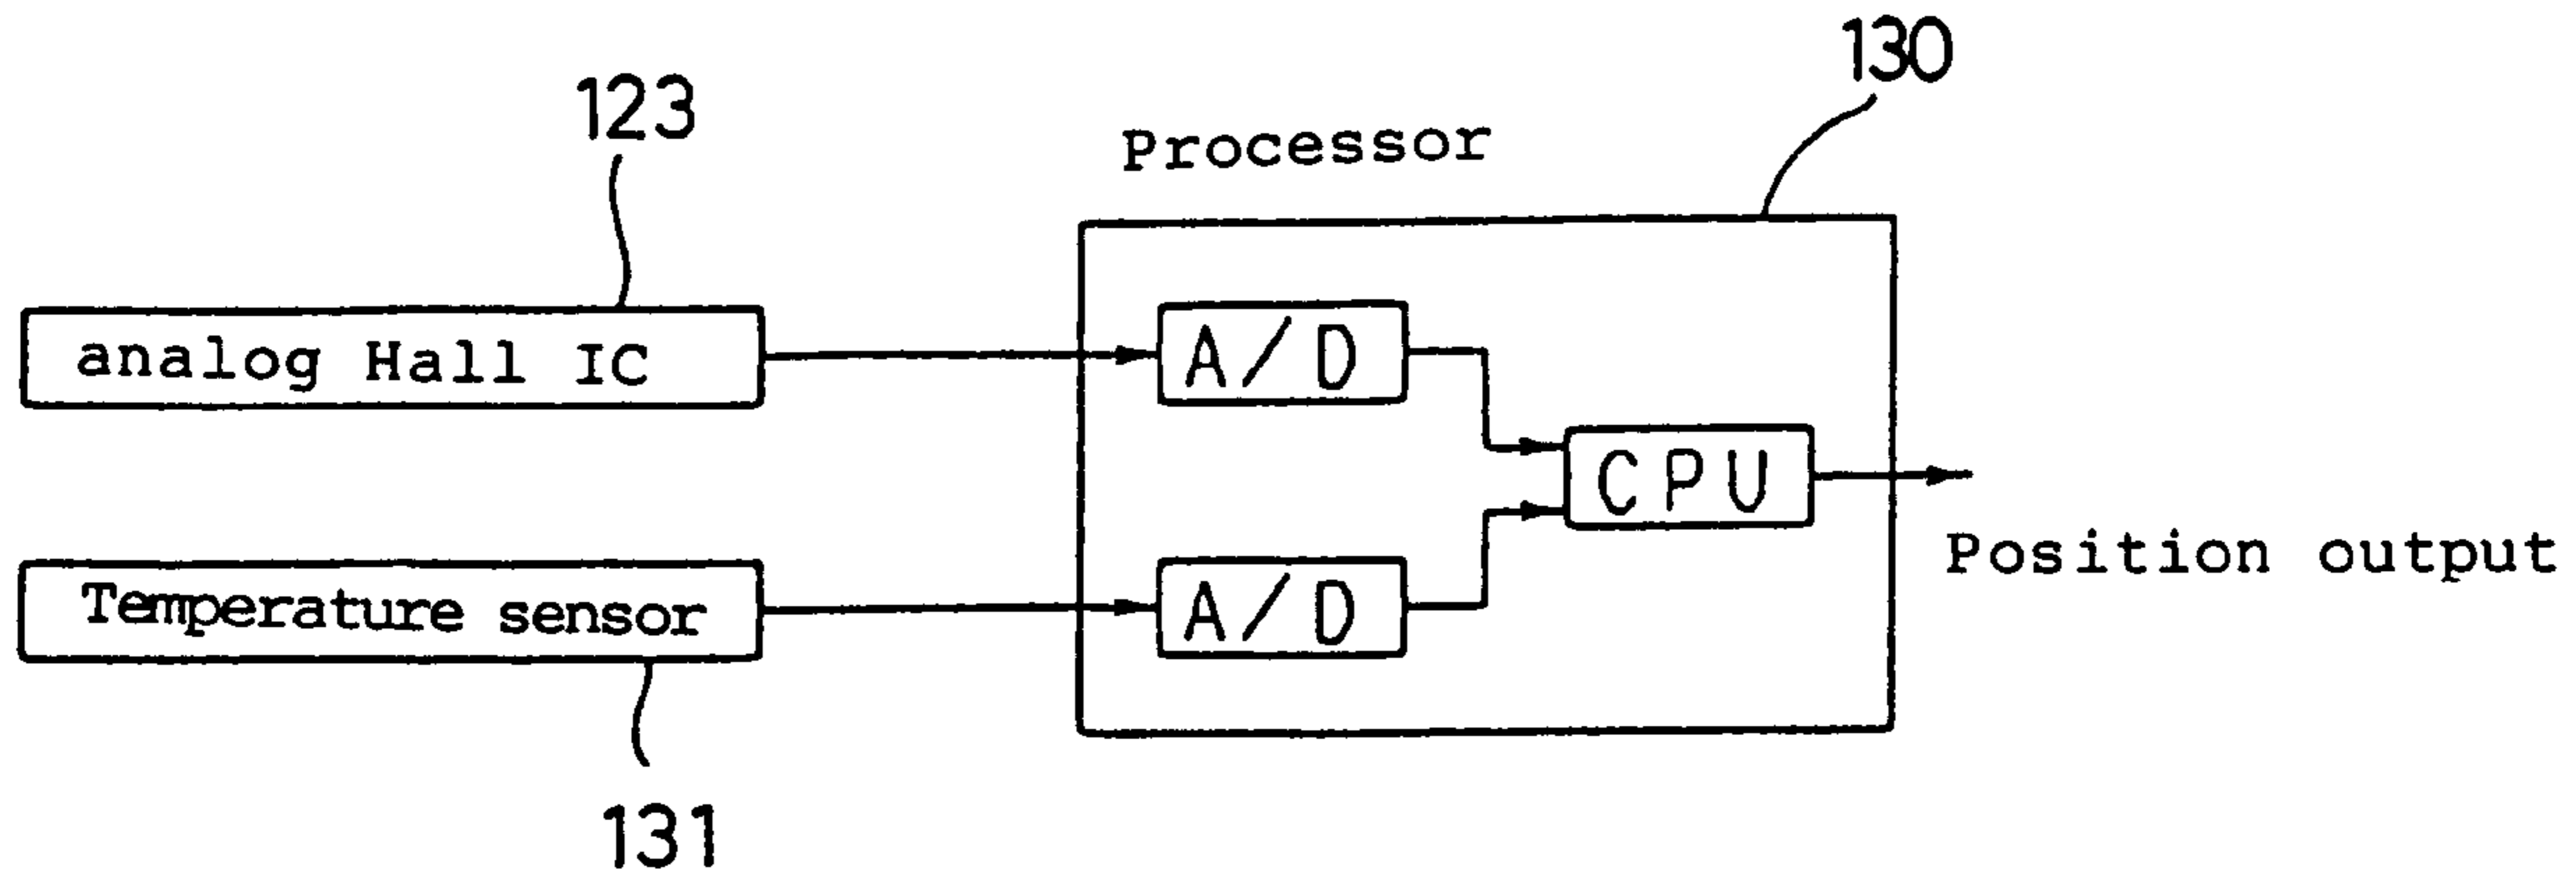 130
123
Processor
analog Hall IC
A/D
CPU
Position output
Temperature sensor
A/D
131